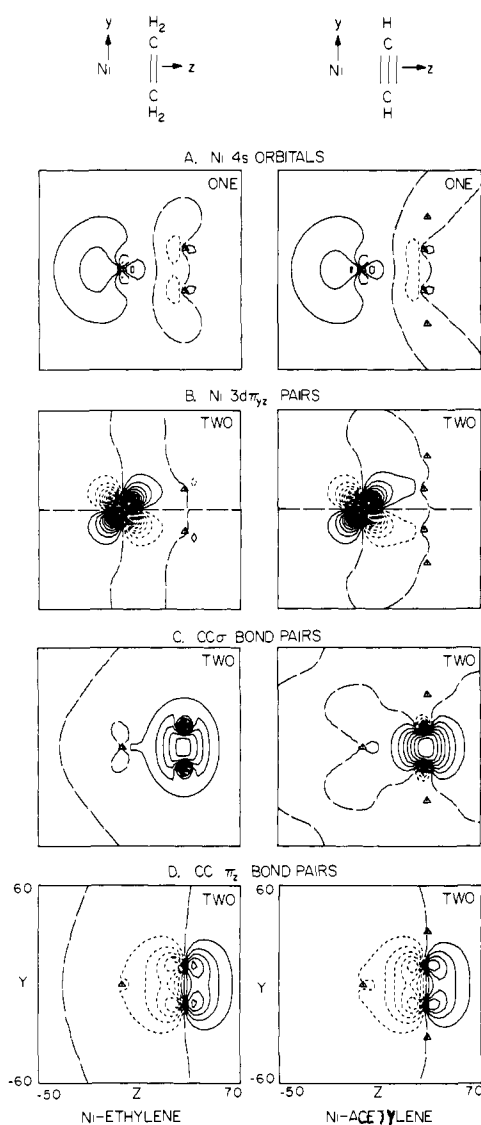 y H₂ y H
C C
Ni z Ni z
C C
H₂ H
A. Ni 4s ORBITALS
ONE ONE
B. Ni 3dπyz PAIRS
TWO TWO
C. CCσ BOND PAIRS
TWO TWO
D. CC πz BOND PAIRS
60 TWO 60 TWO
Y Y
-60 -60
-50 Z 70 -50 Z 70
Ni-ETHYLENE Ni-ACETYLENE